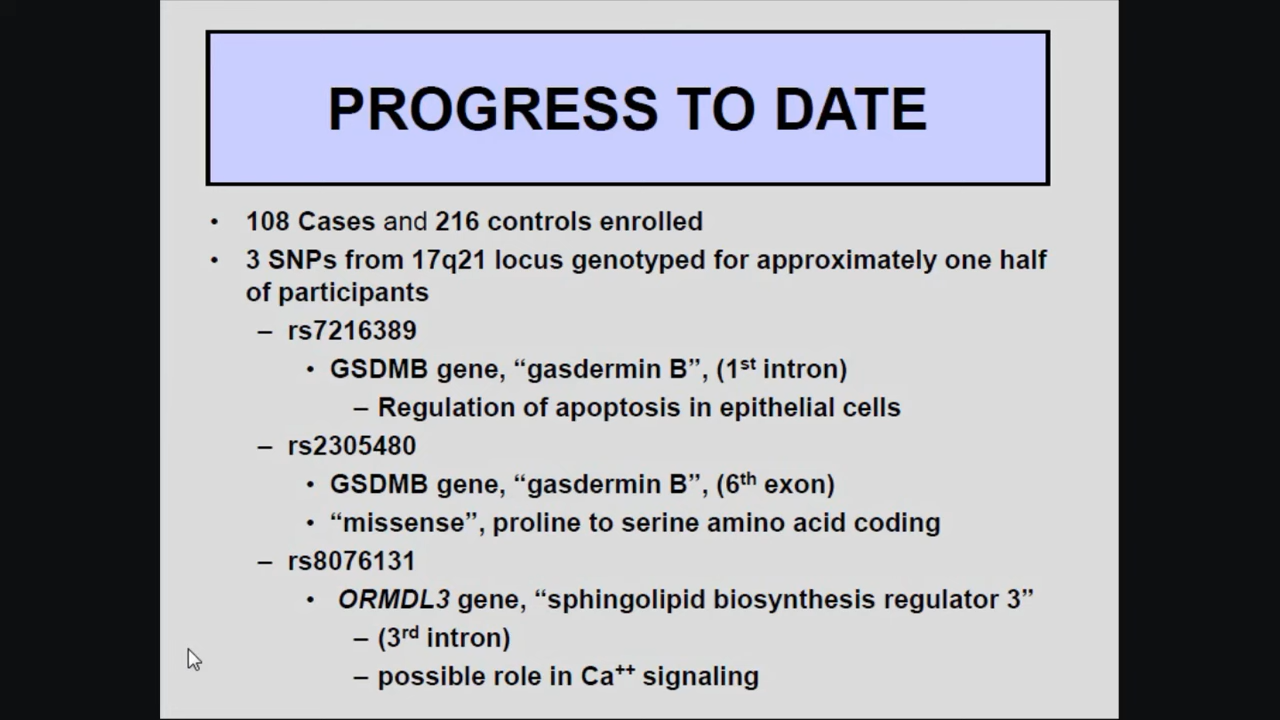 PROGRESS TO DATE
• 108 Cases and 216 controls enrolled
• 3 SNPs from 17q21 locus genotyped for approximately one half
of participants
– rs7216389
• GSDMB gene, “gasdermin B”, (1st intron)
– Regulation of apoptosis in epithelial cells
– rs2305480
• GSDMB gene, “gasdermin B”, (6th exon)
• “missense”, proline to serine amino acid coding
– rs8076131
• ORMDL3 gene, “sphingolipid biosynthesis regulator 3”
– (3rd intron)
– possible role in Ca++ signaling